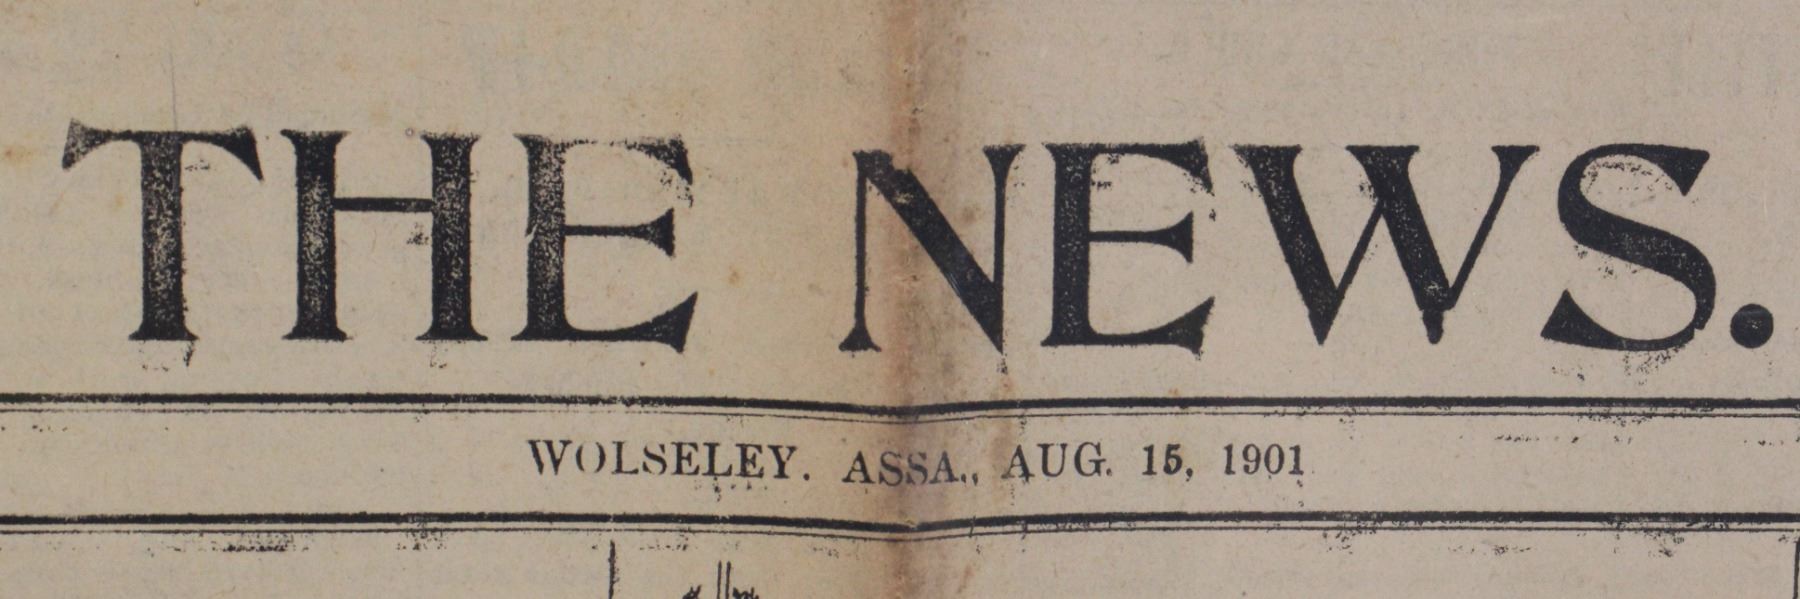 THE NEWS.
WOLSELEY. ASSA., AUG. 15, 1901